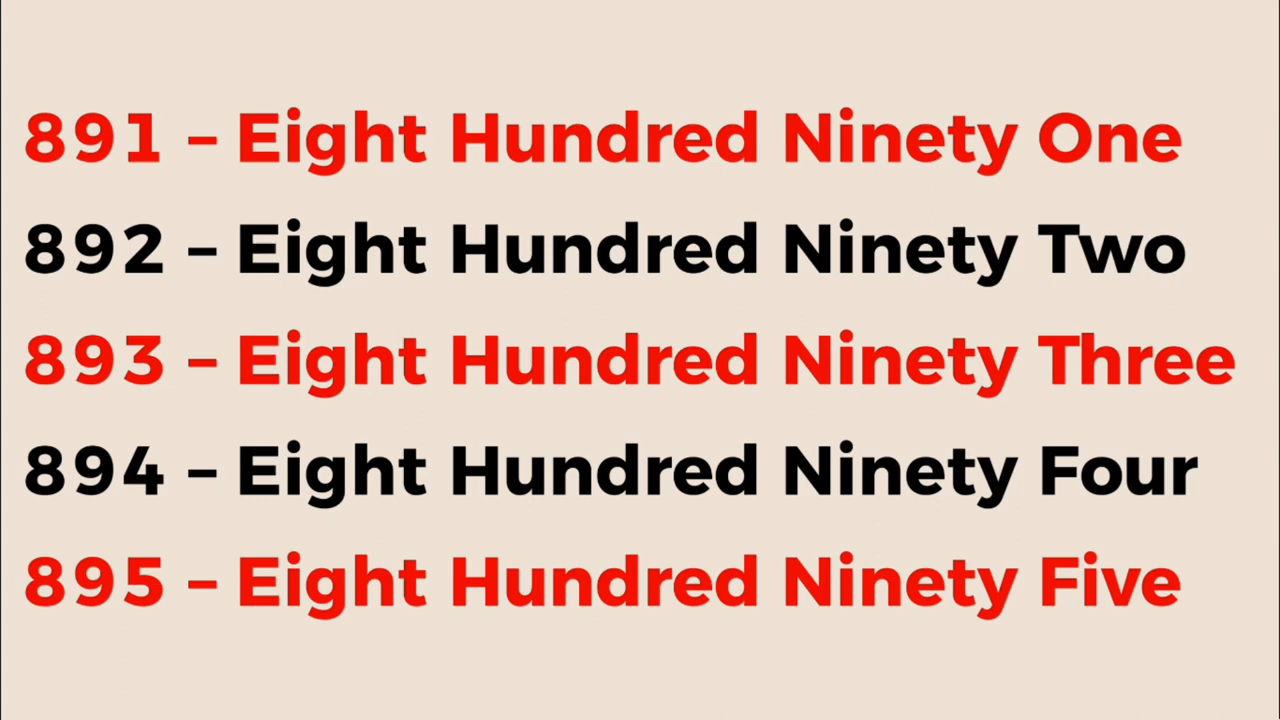 891 – Eight Hundred Ninety One
892 – Eight Hundred Ninety Two
893 – Eight Hundred Ninety Three
894 – Eight Hundred Ninety Four
895 – Eight Hundred Ninety Five